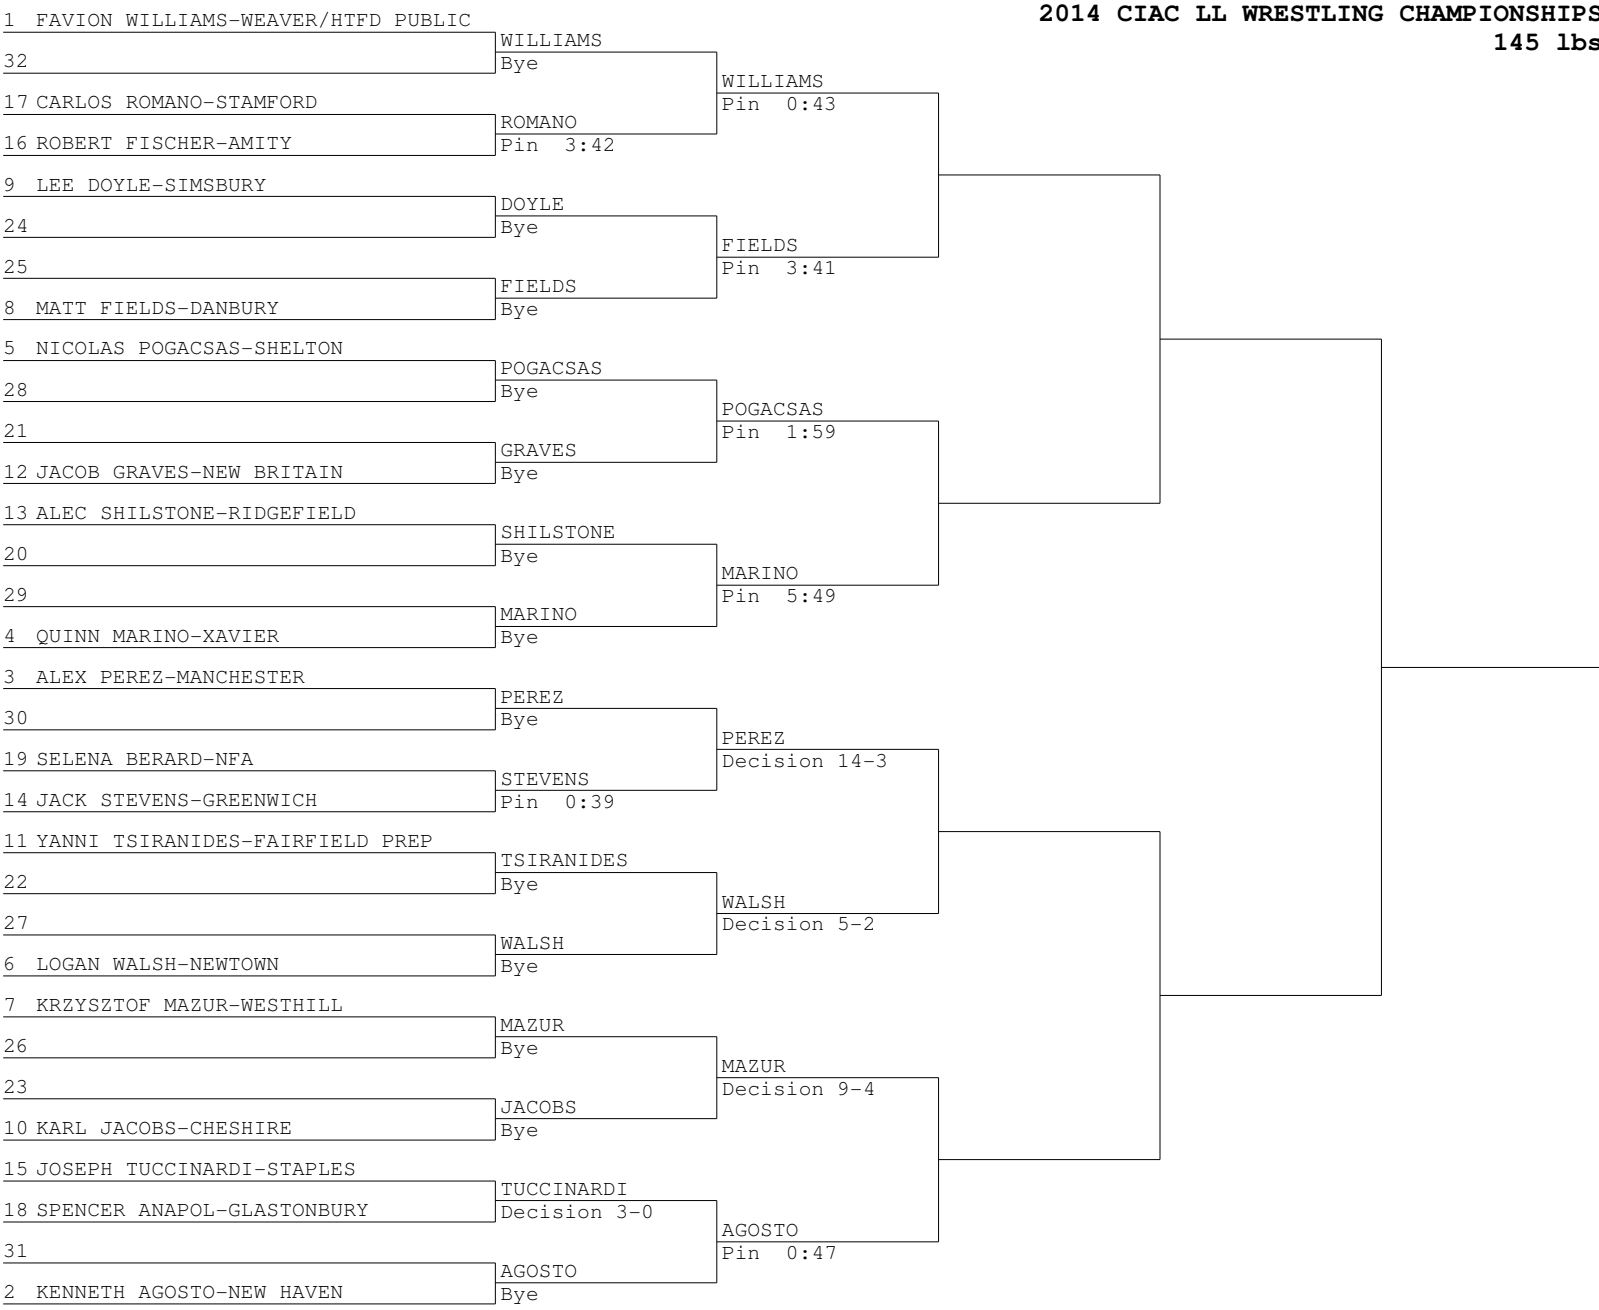 2014 CIAC LL WRESTLING CHAMPIONSHIPS
145 lbs
1 FAVION WILLIAMS-WEAVER/HTFD PUBLIC
32
17 CARLOS ROMANO-STAMFORD
16 ROBERT FISCHER-AMITY
9 LEE DOYLE-SIMSBURY
24
25
8 MATT FIELDS-DANBURY
5 NICOLAS POGACSAS-SHELTON
28
21
12 JACOB GRAVES-NEW BRITAIN
13 ALEC SHILSTONE-RIDGEFIELD
20
29
4 QUINN MARINO-XAVIER
3 ALEX PEREZ-MANCHESTER
30
19 SELENA BERARD-NFA
14 JACK STEVENS-GREENWICH
11 YANNI TSIRANIDES-FAIRFIELD PREP
22
27
6 LOGAN WALSH-NEWTOWN
7 KRZYSZTOF MAZUR-WESTHILL
26
23
10 KARL JACOBS-CHESHIRE
15 JOSEPH TUCCINARDI-STAPLES
18 SPENCER ANAPOL-GLASTONBURY
31
2 KENNETH AGOSTO-NEW HAVEN
WILLIAMS
Bye
ROMANO
Pin 3:42
DOYLE
Bye
FIELDS
Bye
POGACSAS
Bye
GRAVES
Bye
SHILSTONE
Bye
MARINO
Bye
PEREZ
Bye
STEVENS
Pin 0:39
TSIRANIDES
Bye
WALSH
Bye
MAZUR
Bye
JACOBS
Bye
TUCCINARDI
Decision 3-0
AGOSTO
Bye
WILLIAMS
Pin 0:43
FIELDS
Pin 3:41
POGACSAS
Pin 1:59
MARINO
Pin 5:49
PEREZ
Decision 14-3
WALSH
Decision 5-2
MAZUR
Decision 9-4
AGOSTO
Pin 0:47